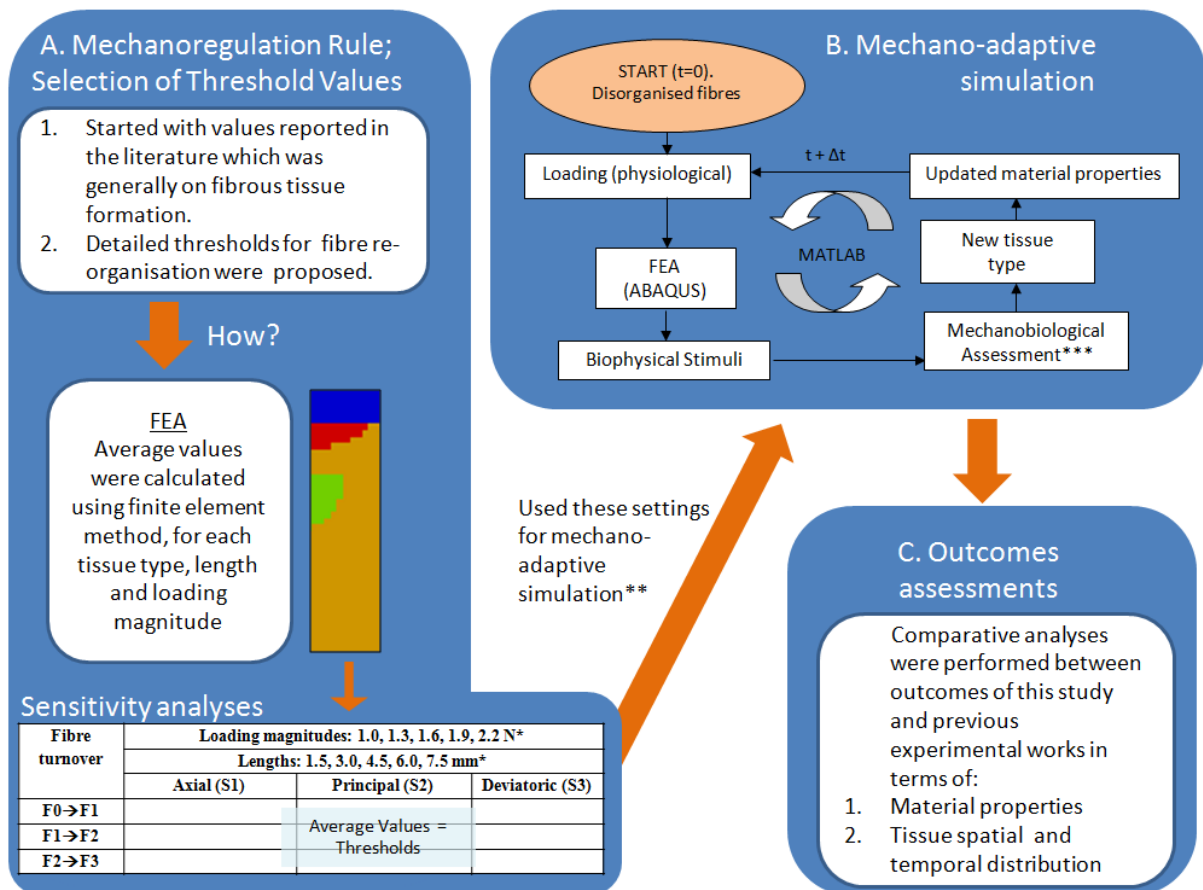 A. Mechanoregulation Rule;
Selection of Threshold Values
1. Started with values reported in
the literature which was
generally on fibrous tissue
formation.
2. Detailed thresholds for fibre re-
organisation were proposed.
How?
FEA
Average values
were calculated
using finite element
method, for each
tissue type, length
and loading
magnitude
Sensitivity analyses
Fibre
turnover
Loading magnitudes: 1.0, 1.3, 1.6, 1.9, 2.2 N*
Lengths: 1.5, 3.0, 4.5, 6.0, 7.5 mm*
Axial (S1) Principal (S2) Deviatoric (S3)
F0→F1
F1→F2
F2→F3
Average Values =
Thresholds
Used these settings
for mechano-
adaptive
simulation**
B. Mechano-adaptive
simulation
START (t=0).
Disorganised fibres
Loading (physiological)
t + Δt
Updated material properties
FEA
(ABAQUS)
MATLAB
New tissue
type
Biophysical Stimuli
Mechanobiological
Assessment***
C. Outcomes
assessments
Comparative analyses
were performed between
outcomes of this study
and previous
experimental works in
terms of:
1. Material properties
2. Tissue spatial and
temporal distribution